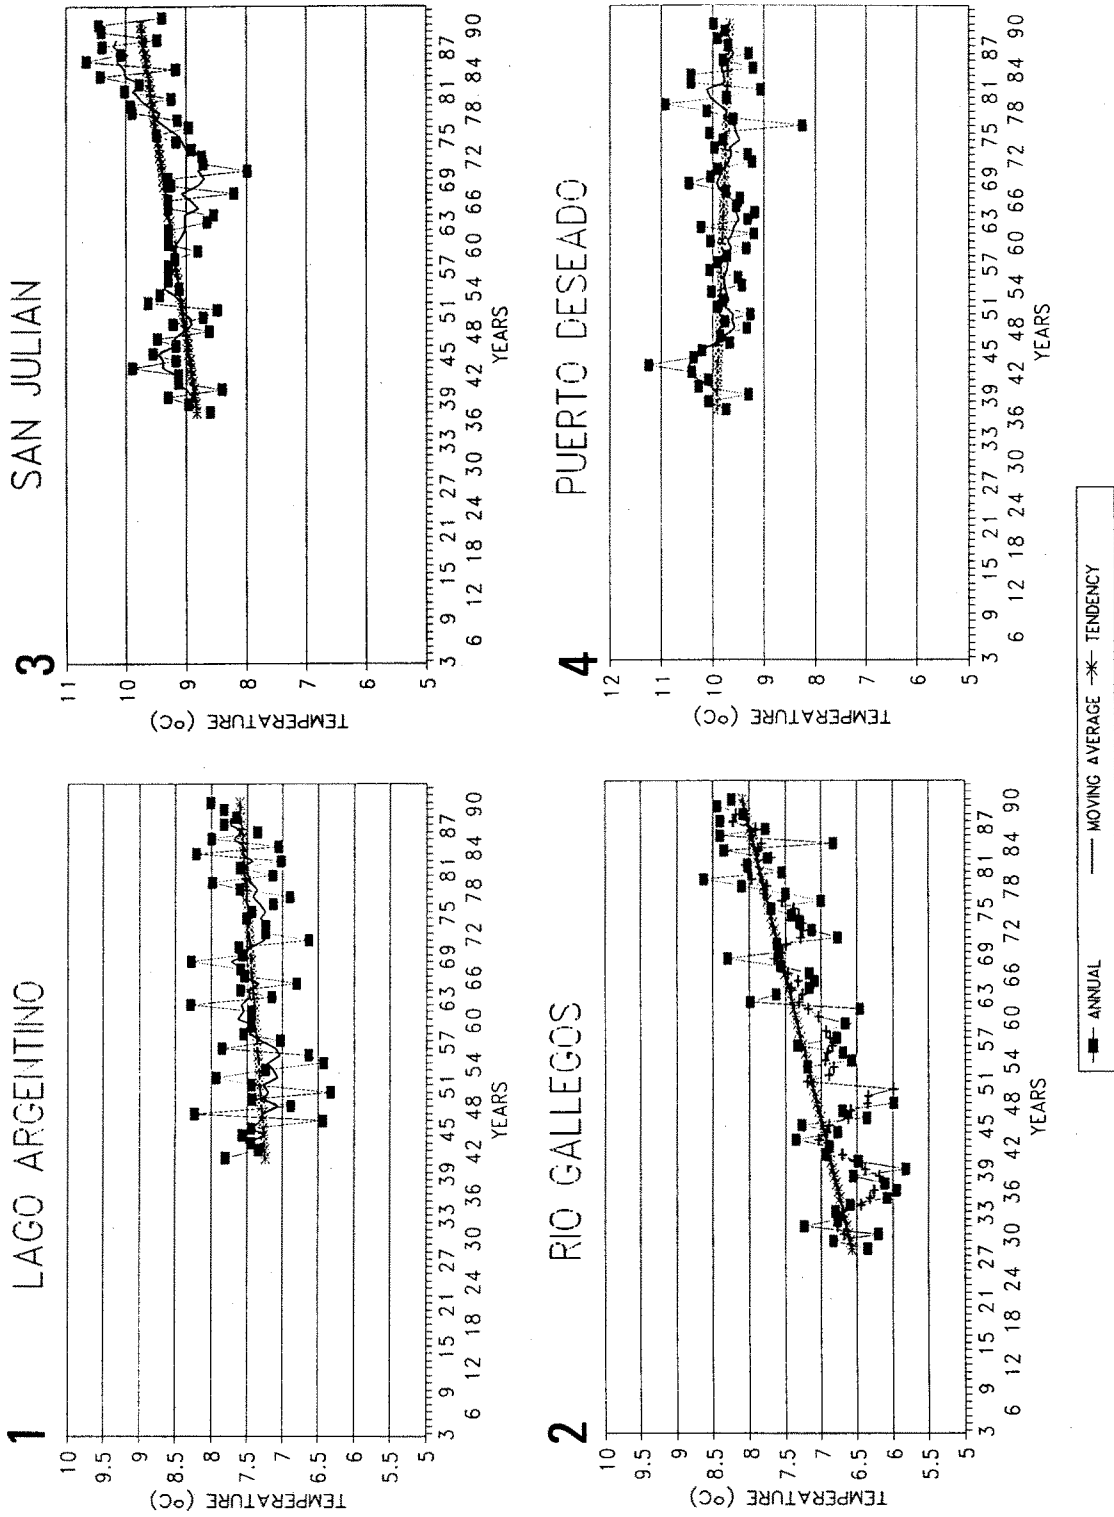 1 LAGO ARGENTINO
TEMPERATURE (ºC)
10
9.5
9
8.5
8
7.5
7
6.5
6
5.5
5
3 9 15 21 27 33 39 45 51 57 63 69 75 81 87
6 12 18 24 30 36 42 48 54 60 66 72 78 84 90
YEARS
3 SAN JULIAN
TEMPERATURE (ºC)
11
10
9
8
7
6
5
3 9 15 21 27 33 39 45 51 57 63 69 75 81 87
6 12 18 24 30 36 42 48 54 60 66 72 78 84 90
YEARS
2 RIO GALLEGOS
TEMPERATURE (ºC)
10
9.5
9
8.5
8
7.5
7
6.5
6
5.5
5
3 9 15 21 27 33 39 45 51 57 63 69 75 81 87
6 12 18 24 30 36 42 48 54 60 66 72 78 84 90
YEARS
4 PUERTO DESEADO
TEMPERATURE (ºC)
12
11
10
9
8
7
6
5
3 9 15 21 27 33 39 45 51 57 63 69 75 81 87
6 12 18 24 30 36 42 48 54 60 66 72 78 84 90
YEARS
ANNUAL MOVING AVERAGE TENDENCY